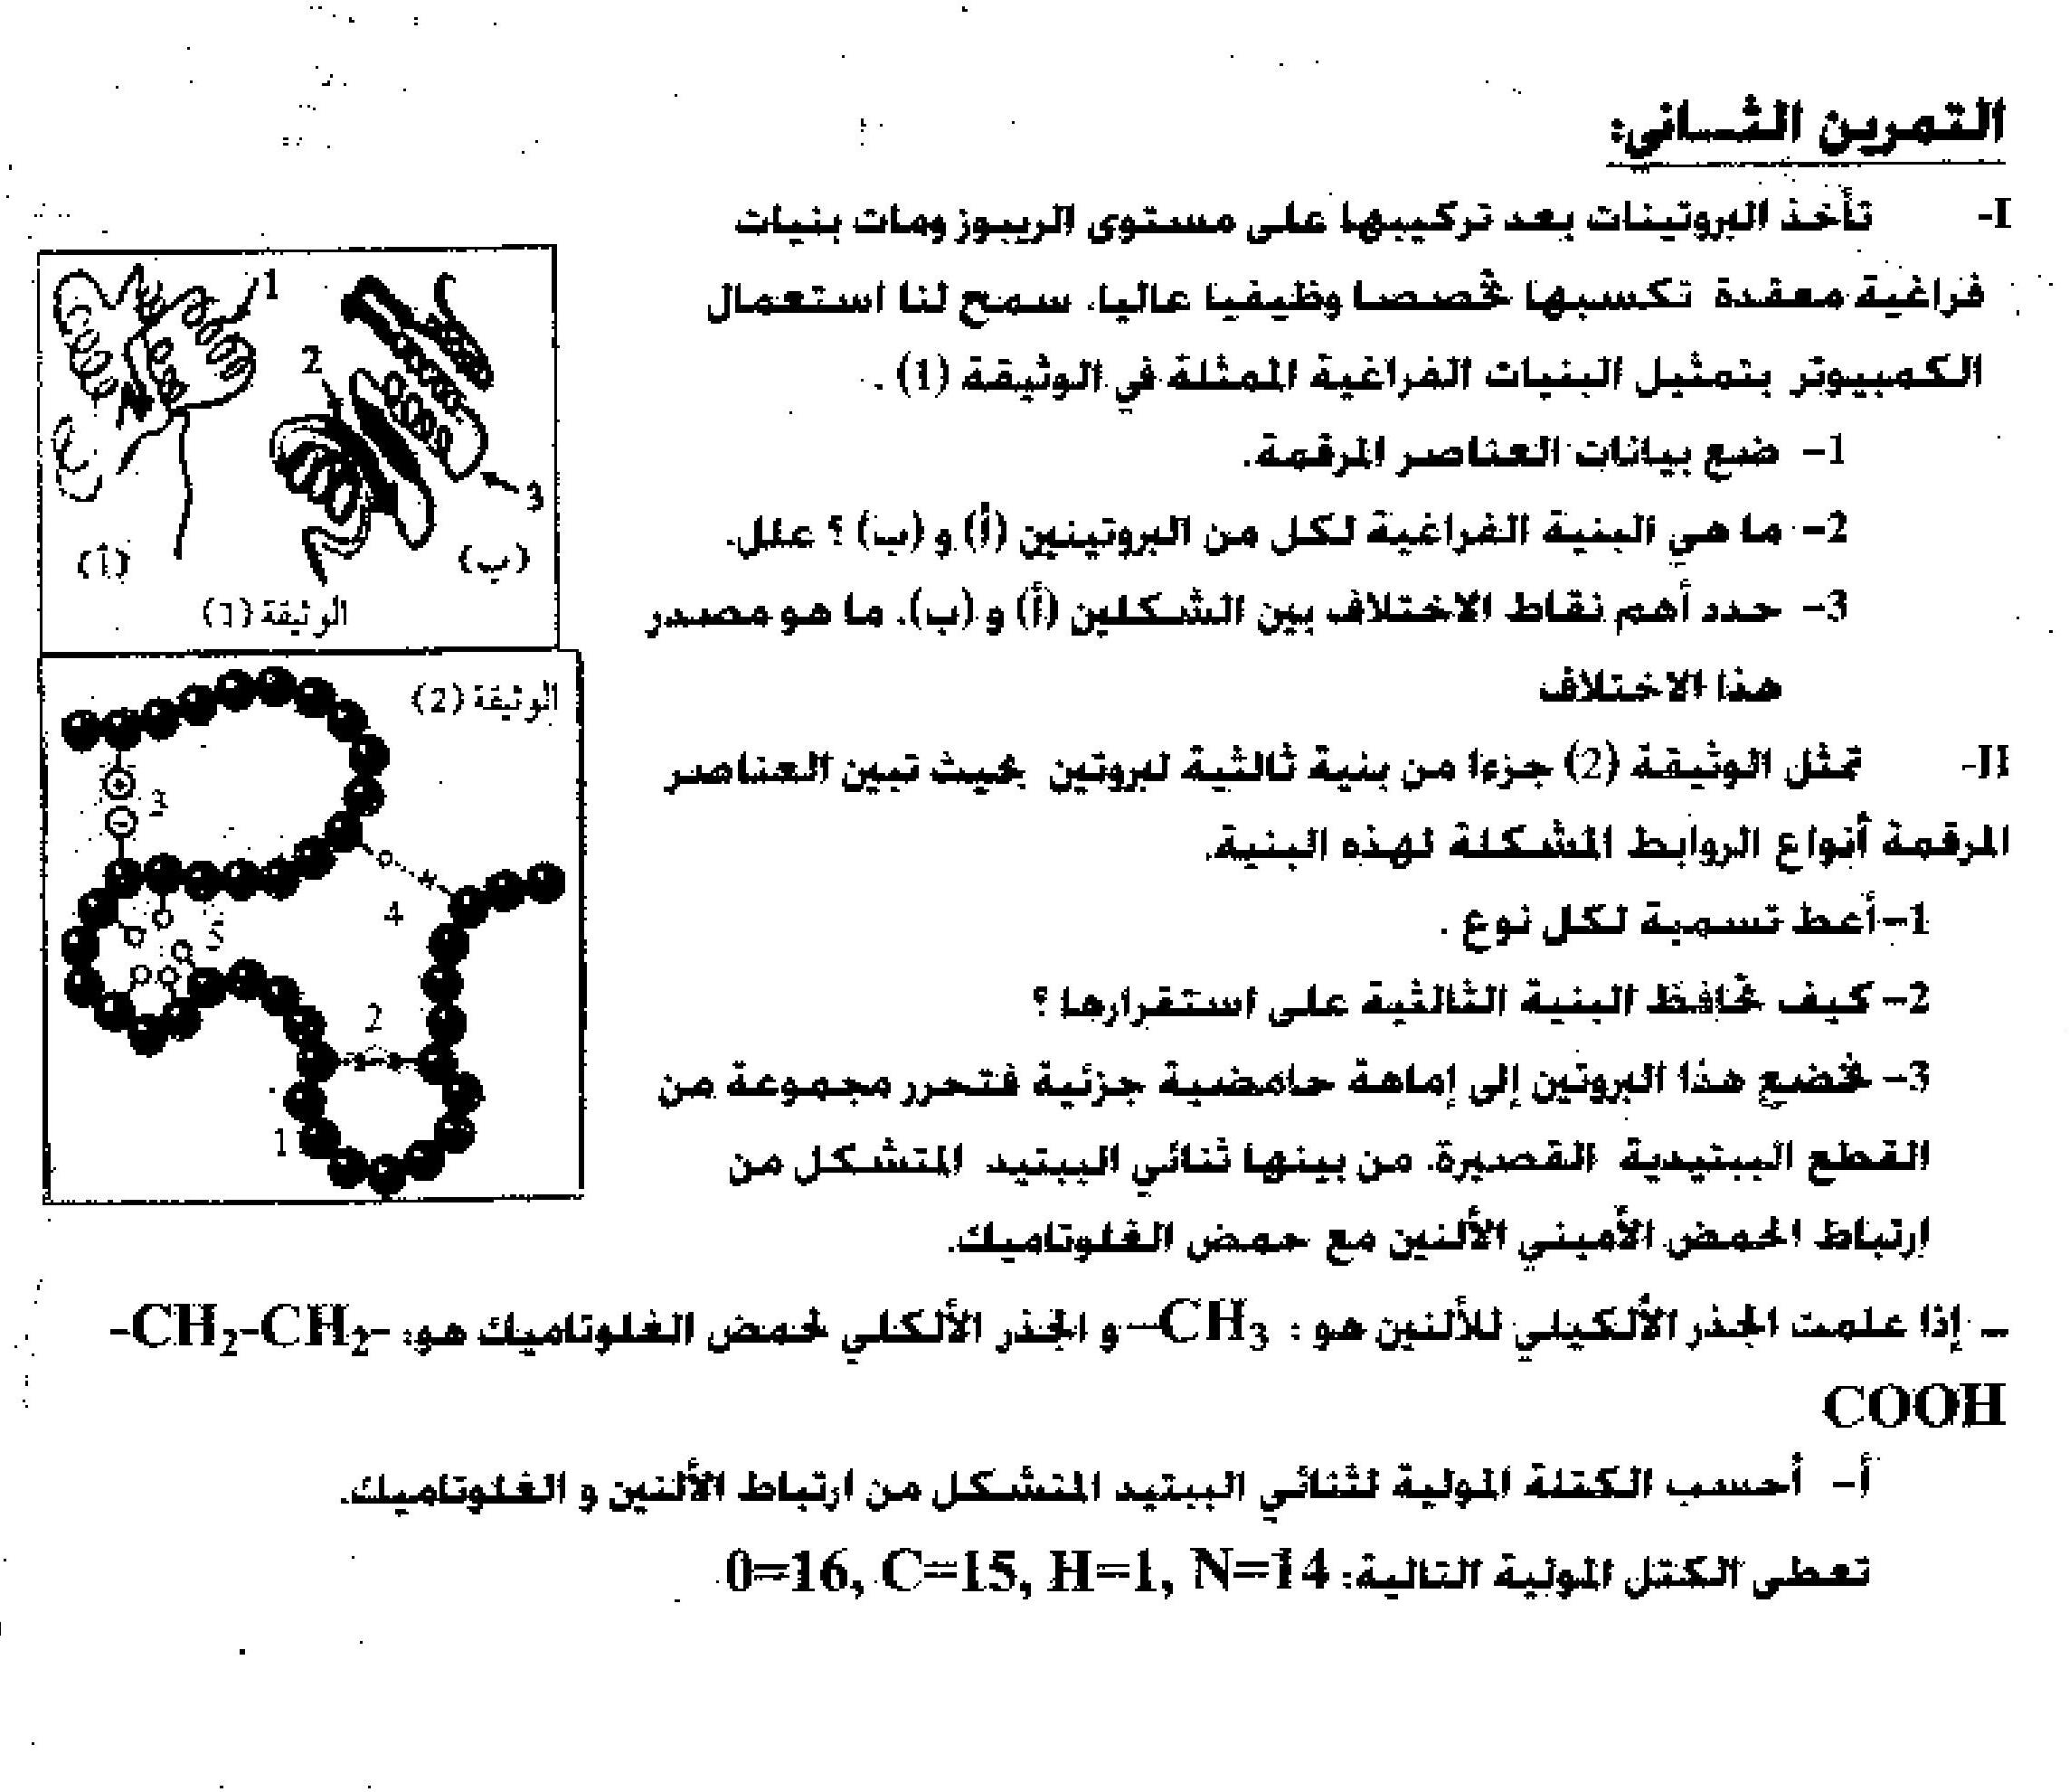 التمرين الثــاني:
I- تأخذ البروتينات بعد تركيبها على مستوى الريبوزومات بنيات
فراغية معقدة تكسبها تخصصا وظيفيا عاليا. سمح لنا استعمال
الكمبيوتر بتمثيل البنيات الفراغية الممثلة في الوثيقة (1) .
1- ضع بيانات العناصر المرقمة.
2- ما هي البنية الفراغية لكل من البروتينين (أ) و (ب) ؟ علل.
3- حدد أهم نقاط الاختلاف بين الشكلين (أ) و (ب). ما هو مصدر
هذا الاختلاف
1
2
3
(أ)
(ب)
الوثيقة (1)
II- تمثل الوثيقة (2) جزءا من بنية ثالثية لبروتين بحيث تبين العناصر
المرقمة أنواع الروابط المشكلة لهذه البنية.
1-أعط تسمية لكل نوع .
2- كيف تحافظ البنية الثالثية على استقرارها ؟
3- تخضع هذا البروتين إلى إماهة حامضية جزئية فتحرر مجموعة من
القطع الببتيدية القصيرة. من بينها ثنائي الببتيد المتشكل من
ارتباط الحمض الأميني الألنين مع حمض الغلوتاميك.
الوثيقة (2)
+
3
-
O
H
4
5
2
1
– إذا علمت الجذر الألكيلي للألنين هو : CH3– و الجذر الألكلي لحمض الغلوتاميك هو: -CH2-CH2-
COOH
أ- أحسب الكتلة المولية لثنائي الببتيد المتشكل من ارتباط الألنين و الغلوتاميك.
تعطى الكتل المولية التالية: 0=16, C=15, H=1, N=14.